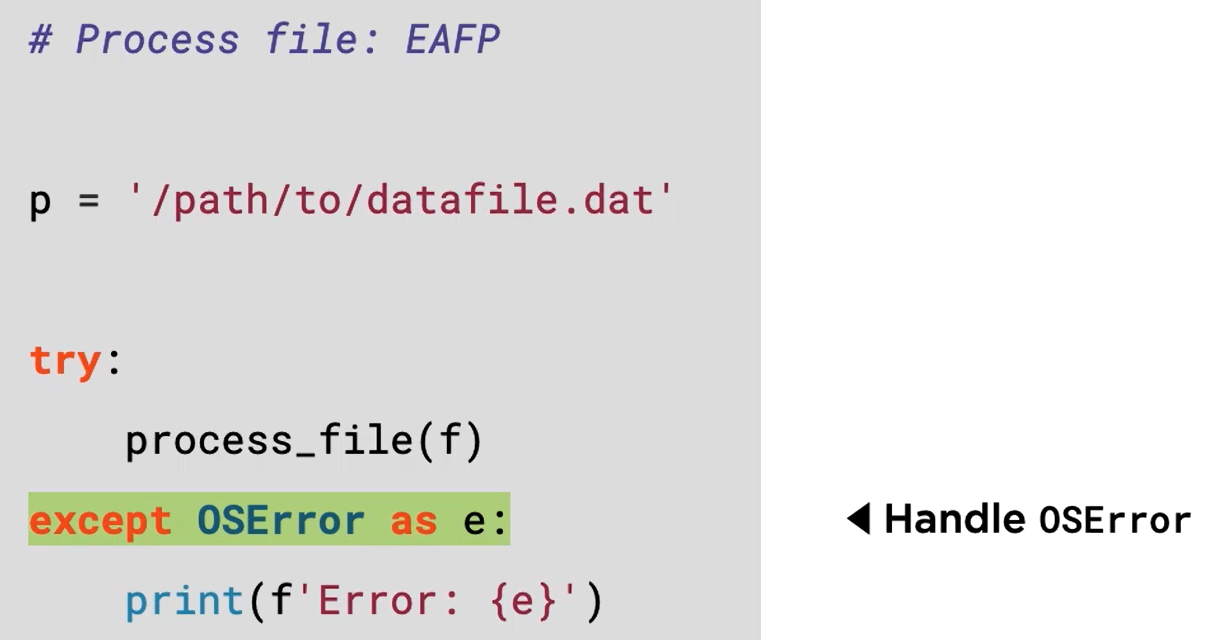 # Process file: EAFP
p = '/path/to/datafile.dat'
try:
    process_file(f)
except OSError as e:
◀ Handle OSError
    print(f'Error: {e}')